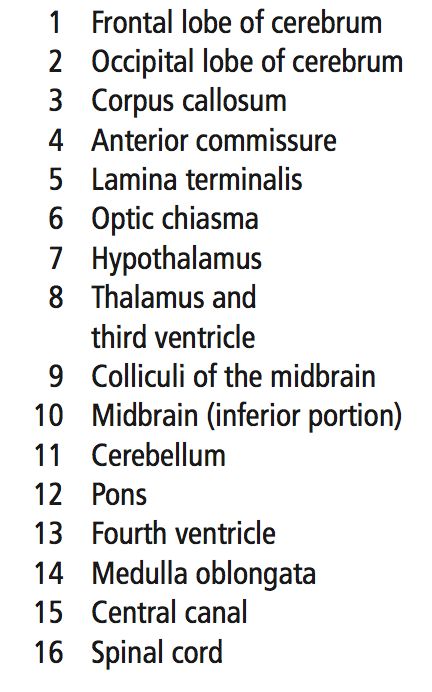 1 Frontal lobe of cerebrum
2 Occipital lobe of cerebrum
3 Corpus callosum
4 Anterior commissure
5 Lamina terminalis
6 Optic chiasma
7 Hypothalamus
8 Thalamus and
third ventricle
9 Colliculi of the midbrain
10 Midbrain (inferior portion)
11 Cerebellum
12 Pons
13 Fourth ventricle
14 Medulla oblongata
15 Central canal
16 Spinal cord